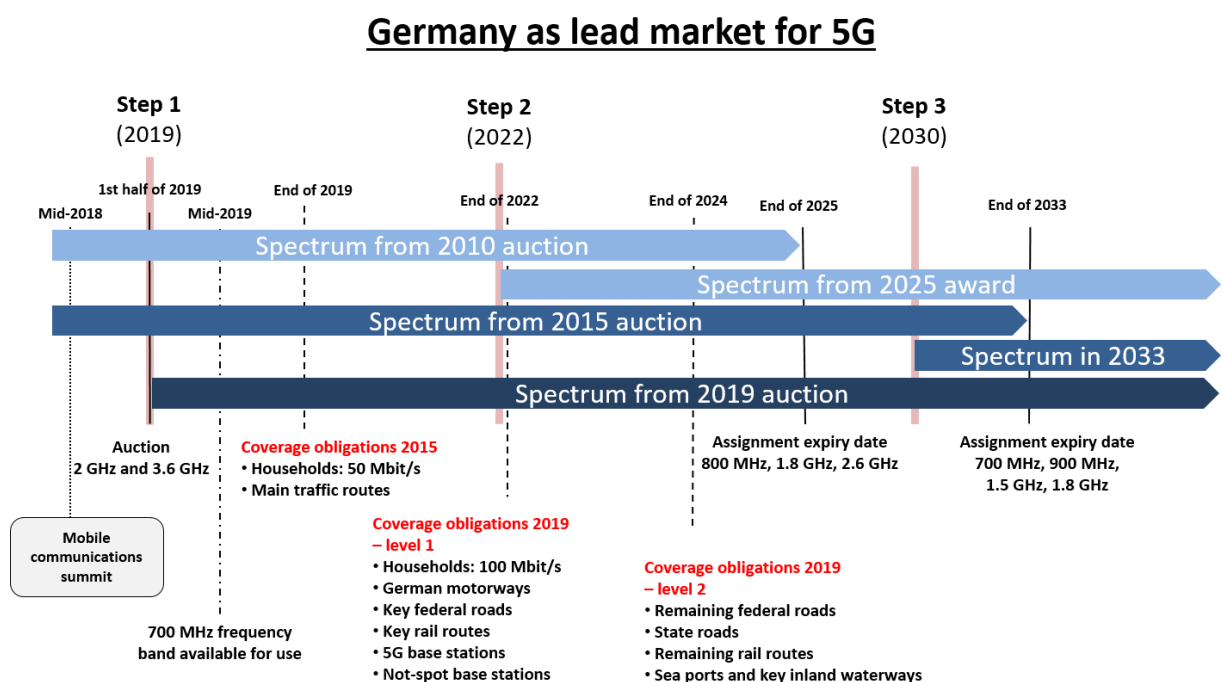 Germany as lead market for 5G
Step 1
(2019)
Step 2
(2022)
Step 3
(2030)
1st half of 2019
End of 2019
Mid-2018
Mid-2019
End of 2022
End of 2024
End of 2025
End of 2033
Spectrum from 2010 auction
Spectrum from 2025 award
Spectrum from 2015 auction
Spectrum in 2033
Spectrum from 2019 auction
Auction
2 GHz and 3.6 GHz
Coverage obligations 2015
• Households: 50 Mbit/s
• Main traffic routes
Assignment expiry date
800 MHz, 1.8 GHz, 2.6 GHz
Assignment expiry date
700 MHz, 900 MHz,
1.5 GHz, 1.8 GHz
Mobile
communications
summit
700 MHz frequency
band available for use
Coverage obligations 2019
– level 1
• Households: 100 Mbit/s
• German motorways
• Key federal roads
• Key rail routes
• 5G base stations
• Not-spot base stations
Coverage obligations 2019
– level 2
• Remaining federal roads
• State roads
• Remaining rail routes
• Sea ports and key inland waterways